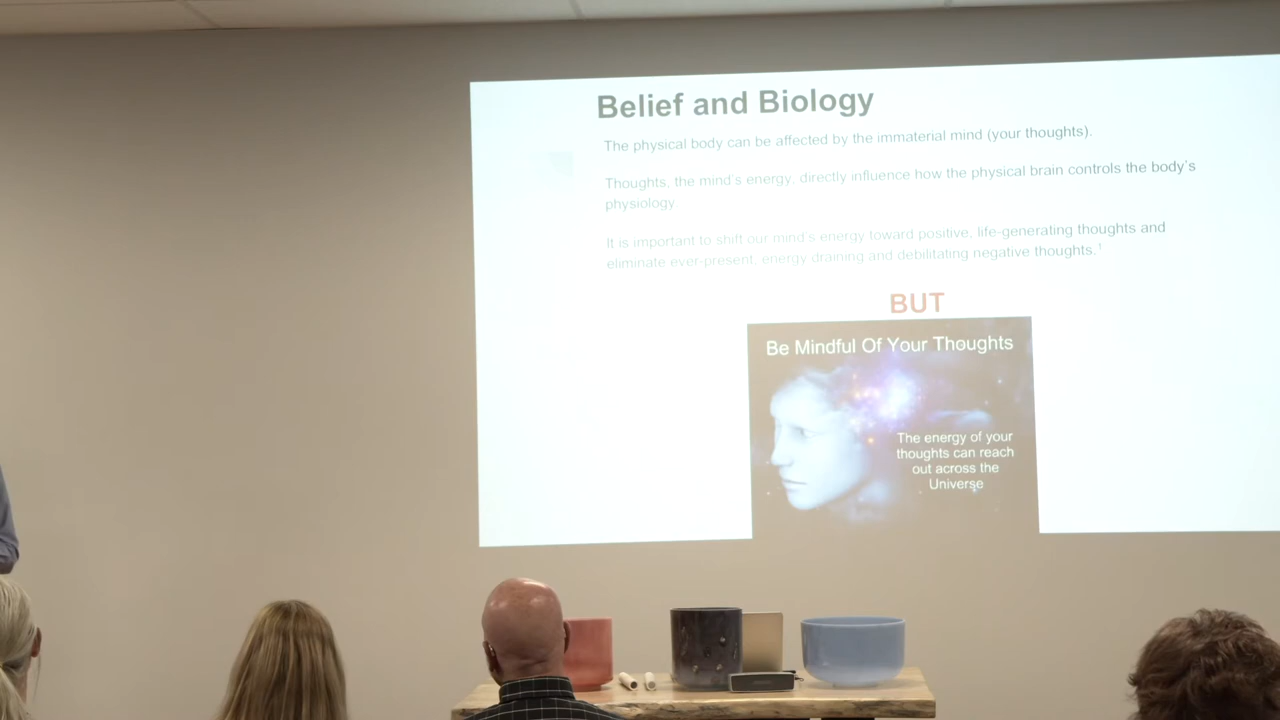 Belief and Biology
The physical body can be affected by the immaterial mind (your thoughts).
Thoughts, the mind's energy, directly influence how the physical brain controls the body's
physiology
It is important to shift our mind's energy toward positive, life-generating thoughts and
eliminate ever-present, energy draining and debilitating negative thoughts.†
BUT
Be Mindful Of Your Thoughts
The energy of your
thoughts can reach
out across the
Universe